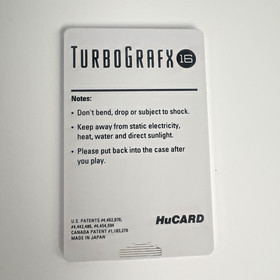 TURBOGRAFX 16
Notes:
• Don't bend, drop or subject to shock.
• Keep away from static electricity,
heat, water and direct sunlight.
• Please put back into the case after
you play.
U.S. PATENTS #4,463,970,
#4,442,486, #4,454,594
CANADA PATENT #1,183,276
MADE IN JAPAN
HuCARD